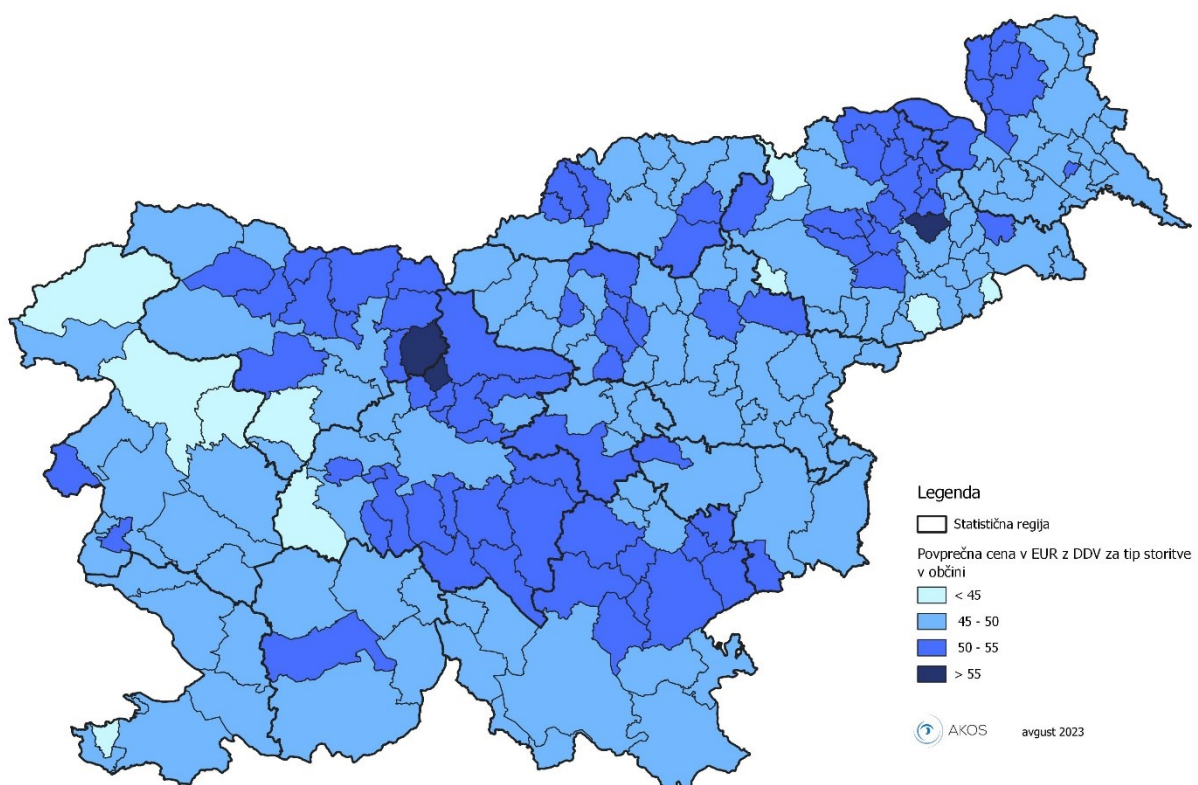 Legenda
Statistična regija
Povprečna cena v EUR z DDV za tip storitve
v občini
< 45
45 - 50
50 - 55
> 55
AKOS avgust 2023